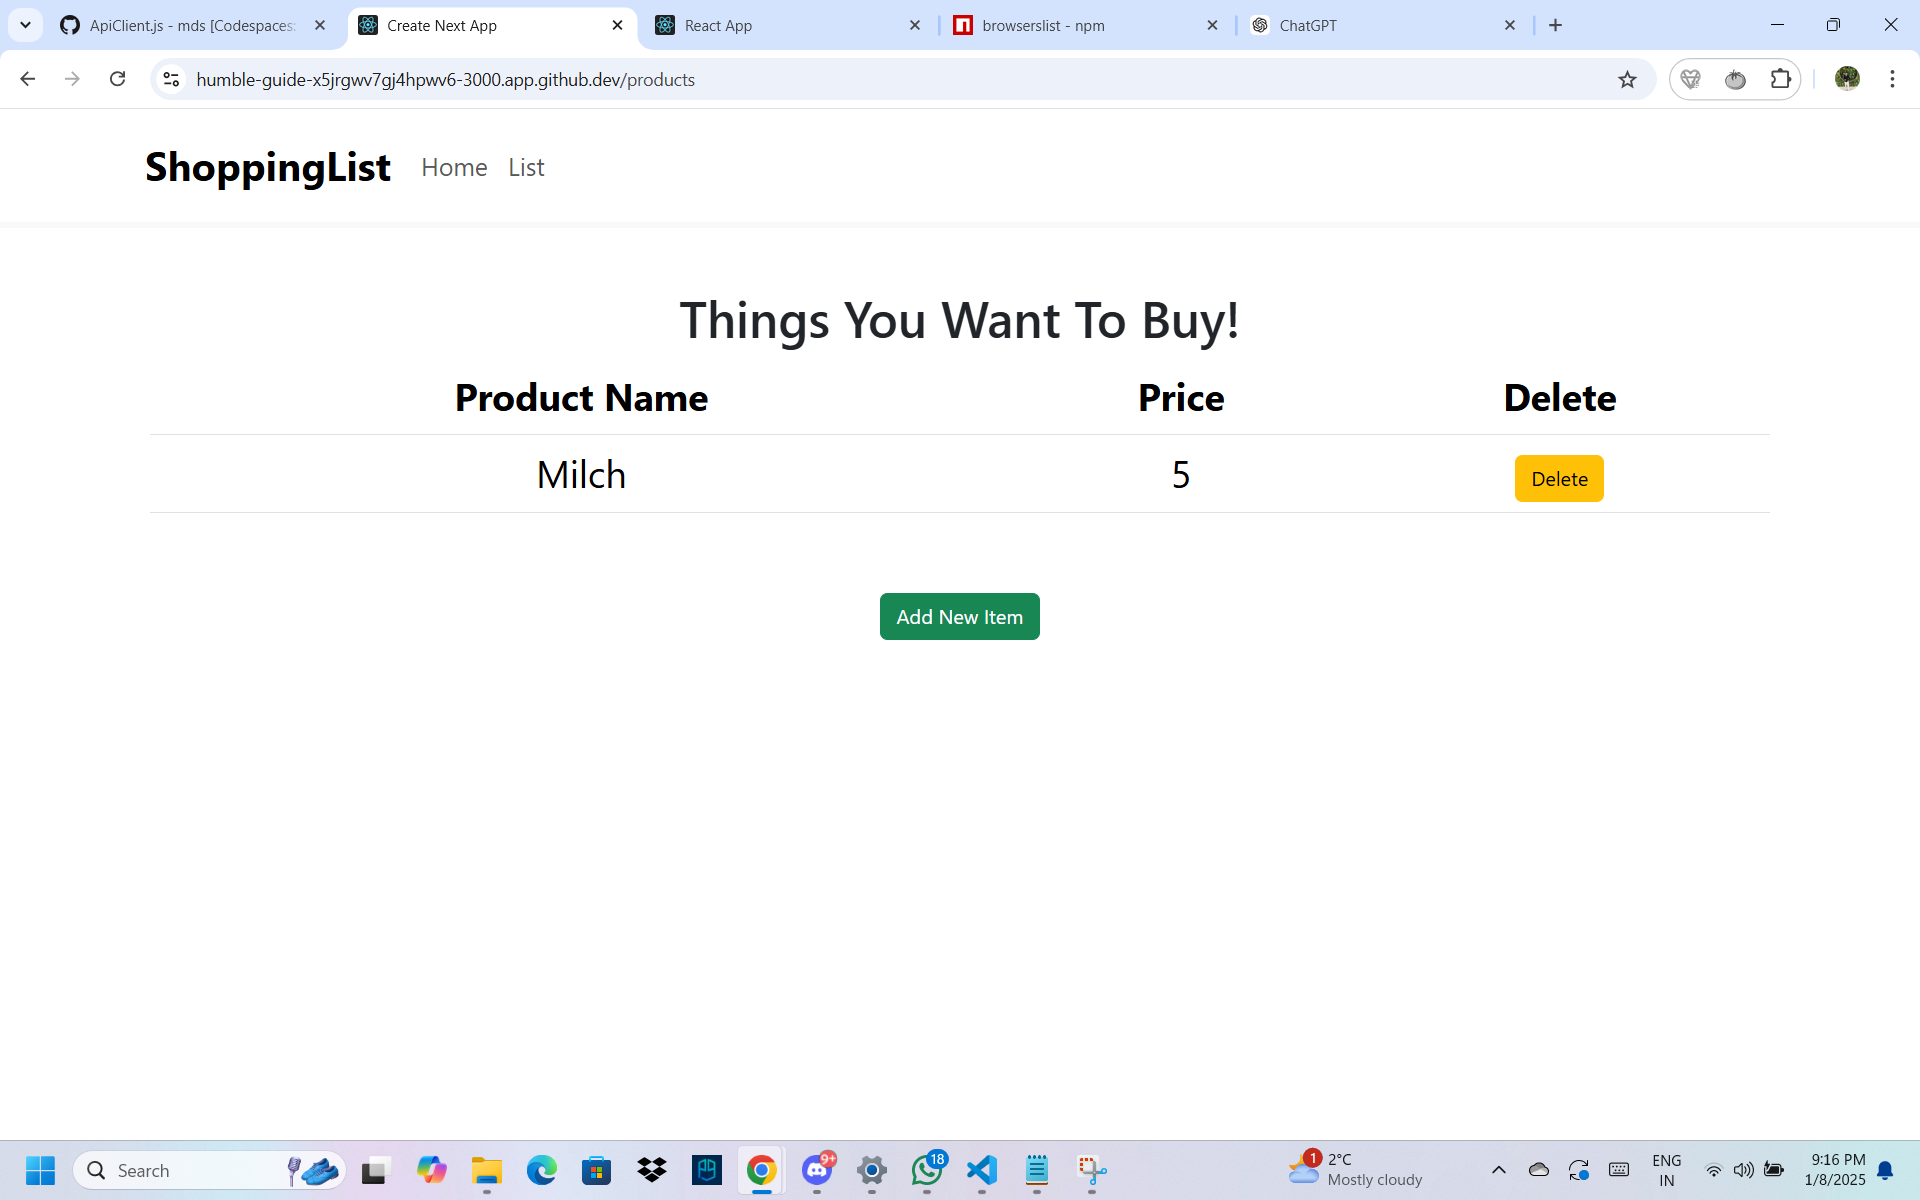 ApiClient.js - mds [Codespaces:
Create Next App
React App
browserslist - npm
ChatGPT
humble-guide-x5jrgwv7gj4hpwv6-3000.app.github.dev/products
ShoppingList Home List
Things You Want To Buy!
Product Name Price Delete
Milch 5 Delete
Add New Item
Search
9+
18
1
2°C
Mostly cloudy
ENG
IN
9:16 PM
1/8/2025